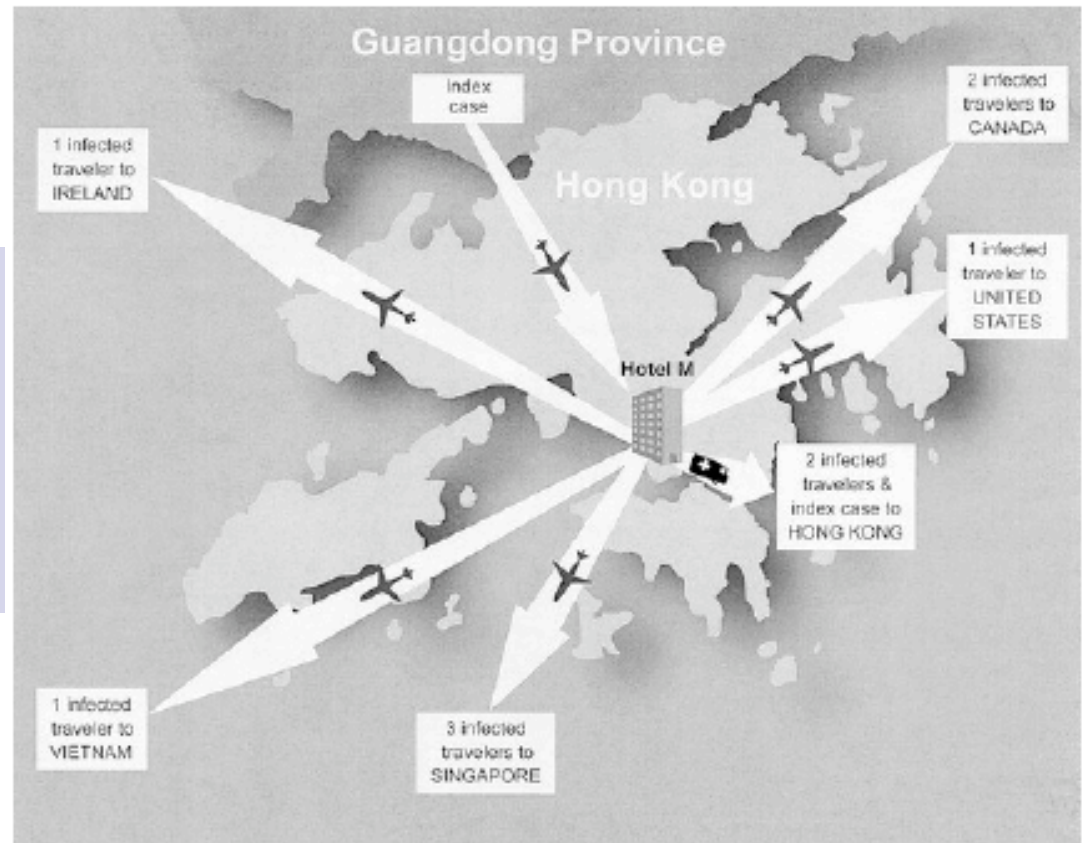 Guangdong Province
Index
case
2 infected
travelers to
CANADA
1 infected
traveler to
IRELAND
Hong Kong
1 infected
traveler to
UNITED
STATES
Hotel M
2 infected
travelers &
index case to
HONG KONG
1 infected
traveler to
VIETNAM
3 infected
travelers to
SINGAPORE